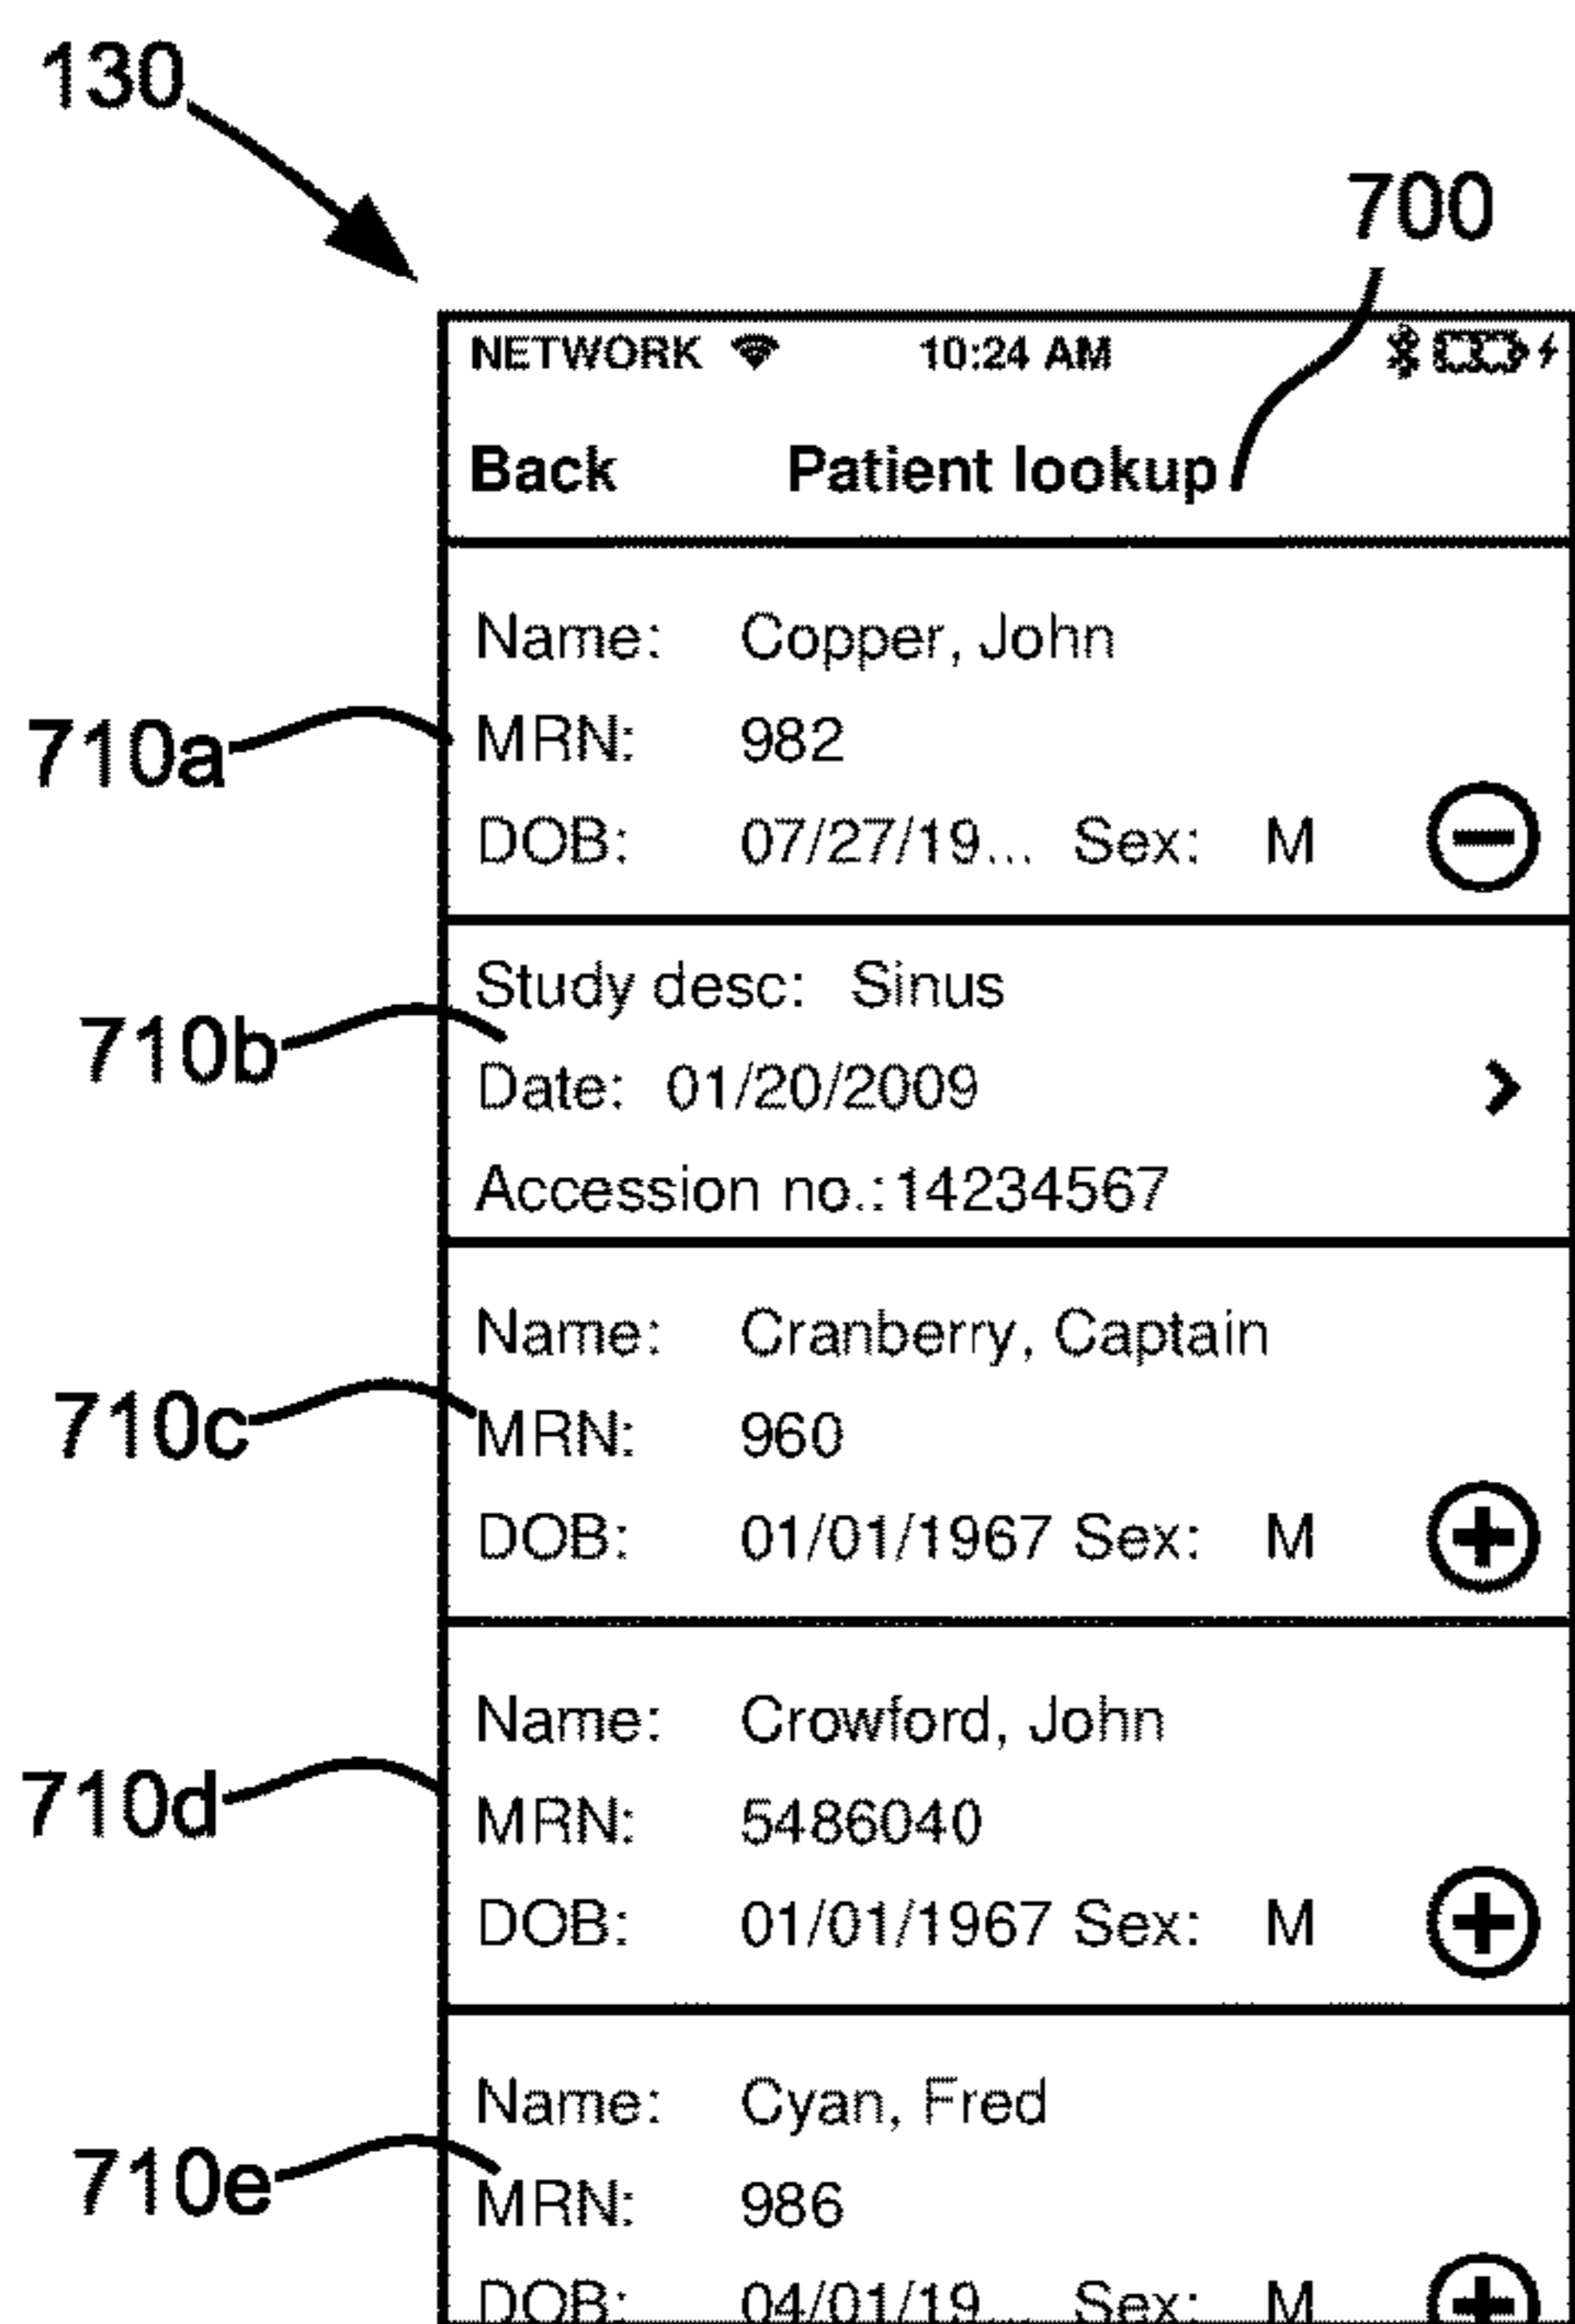 130
700
NETWORK 10:24 AM
Back Patient lookup
Name: Copper, John
710a MRN: 982
DOB: 07/27/19... Sex: M
Study desc: Sinus
710b Date: 01/20/2009
Accession no.:14234567
Name: Cranberry, Captain
710c MRN: 960
DOB: 01/01/1967 Sex: M
Name: Crowford, John
710d MRN: 5486040
DOB: 01/01/1967 Sex: M
Name: Cyan, Fred
710e MRN: 986
DOB: 04/01/19... Sex: M